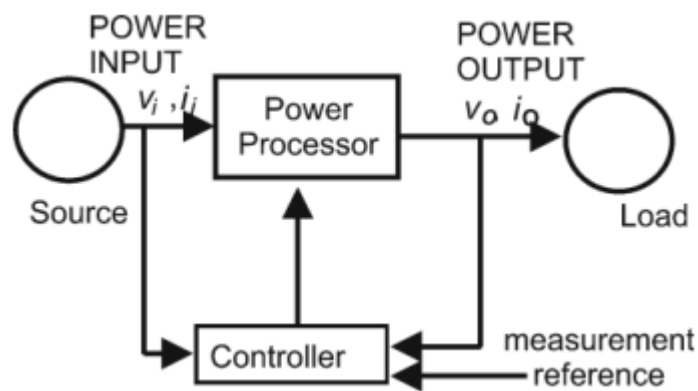 POWER
INPUT
v_i , i_i
Source
Power
Processor
POWER
OUTPUT
v_o, i_o
Load
Controller
measurement
reference